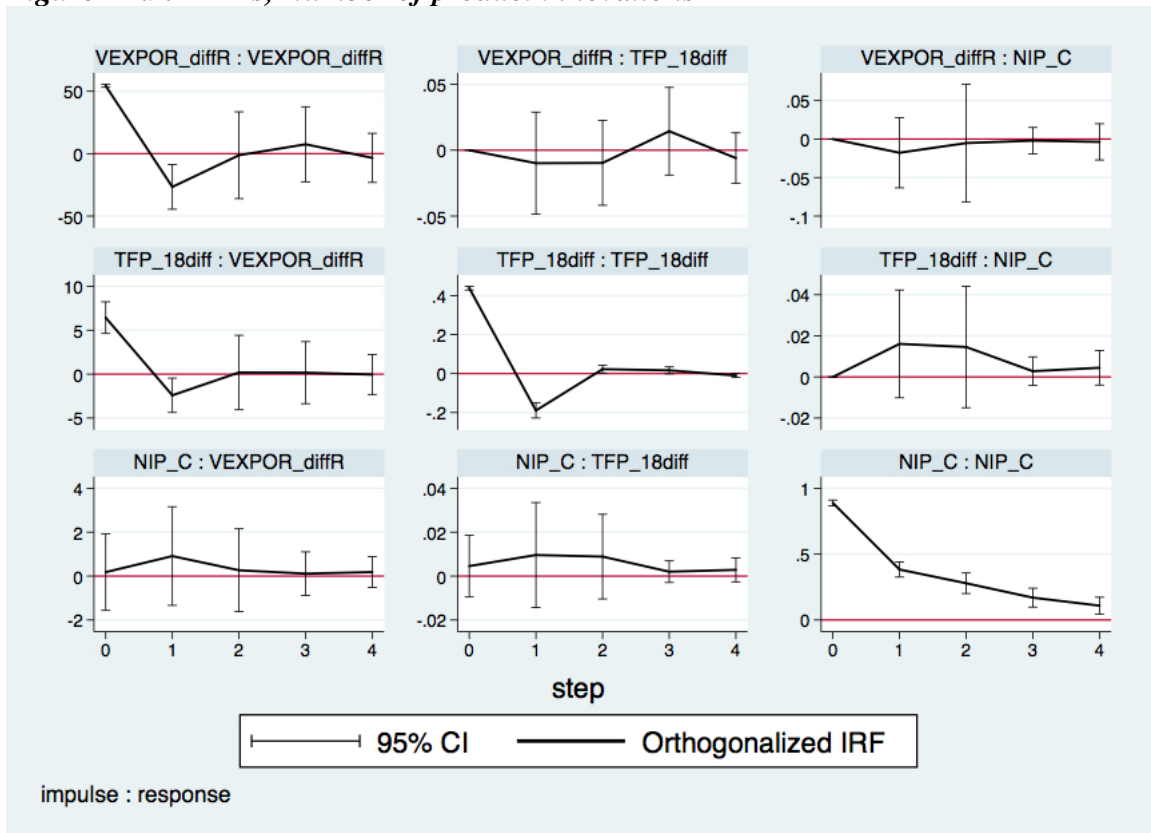 VEXPOR_diffR : VEXPOR_diffR VEXPOR_diffR : TFP_18diff VEXPOR_diffR : NIP_C
50 0 -50
.05 0 -.05
.05 0 -.05 -.1
TFP_18diff : VEXPOR_diffR TFP_18diff : TFP_18diff TFP_18diff : NIP_C
10 5 0 -5
.4 .2 0 -.2
.04 .02 0 -.02
NIP_C : VEXPOR_diffR NIP_C : TFP_18diff NIP_C : NIP_C
4 2 0 -2
.04 .02 0 -.02
1 .5 0
0 1 2 3 4 0 1 2 3 4 0 1 2 3 4
step
95% CI Orthogonalized IRF
impulse : response